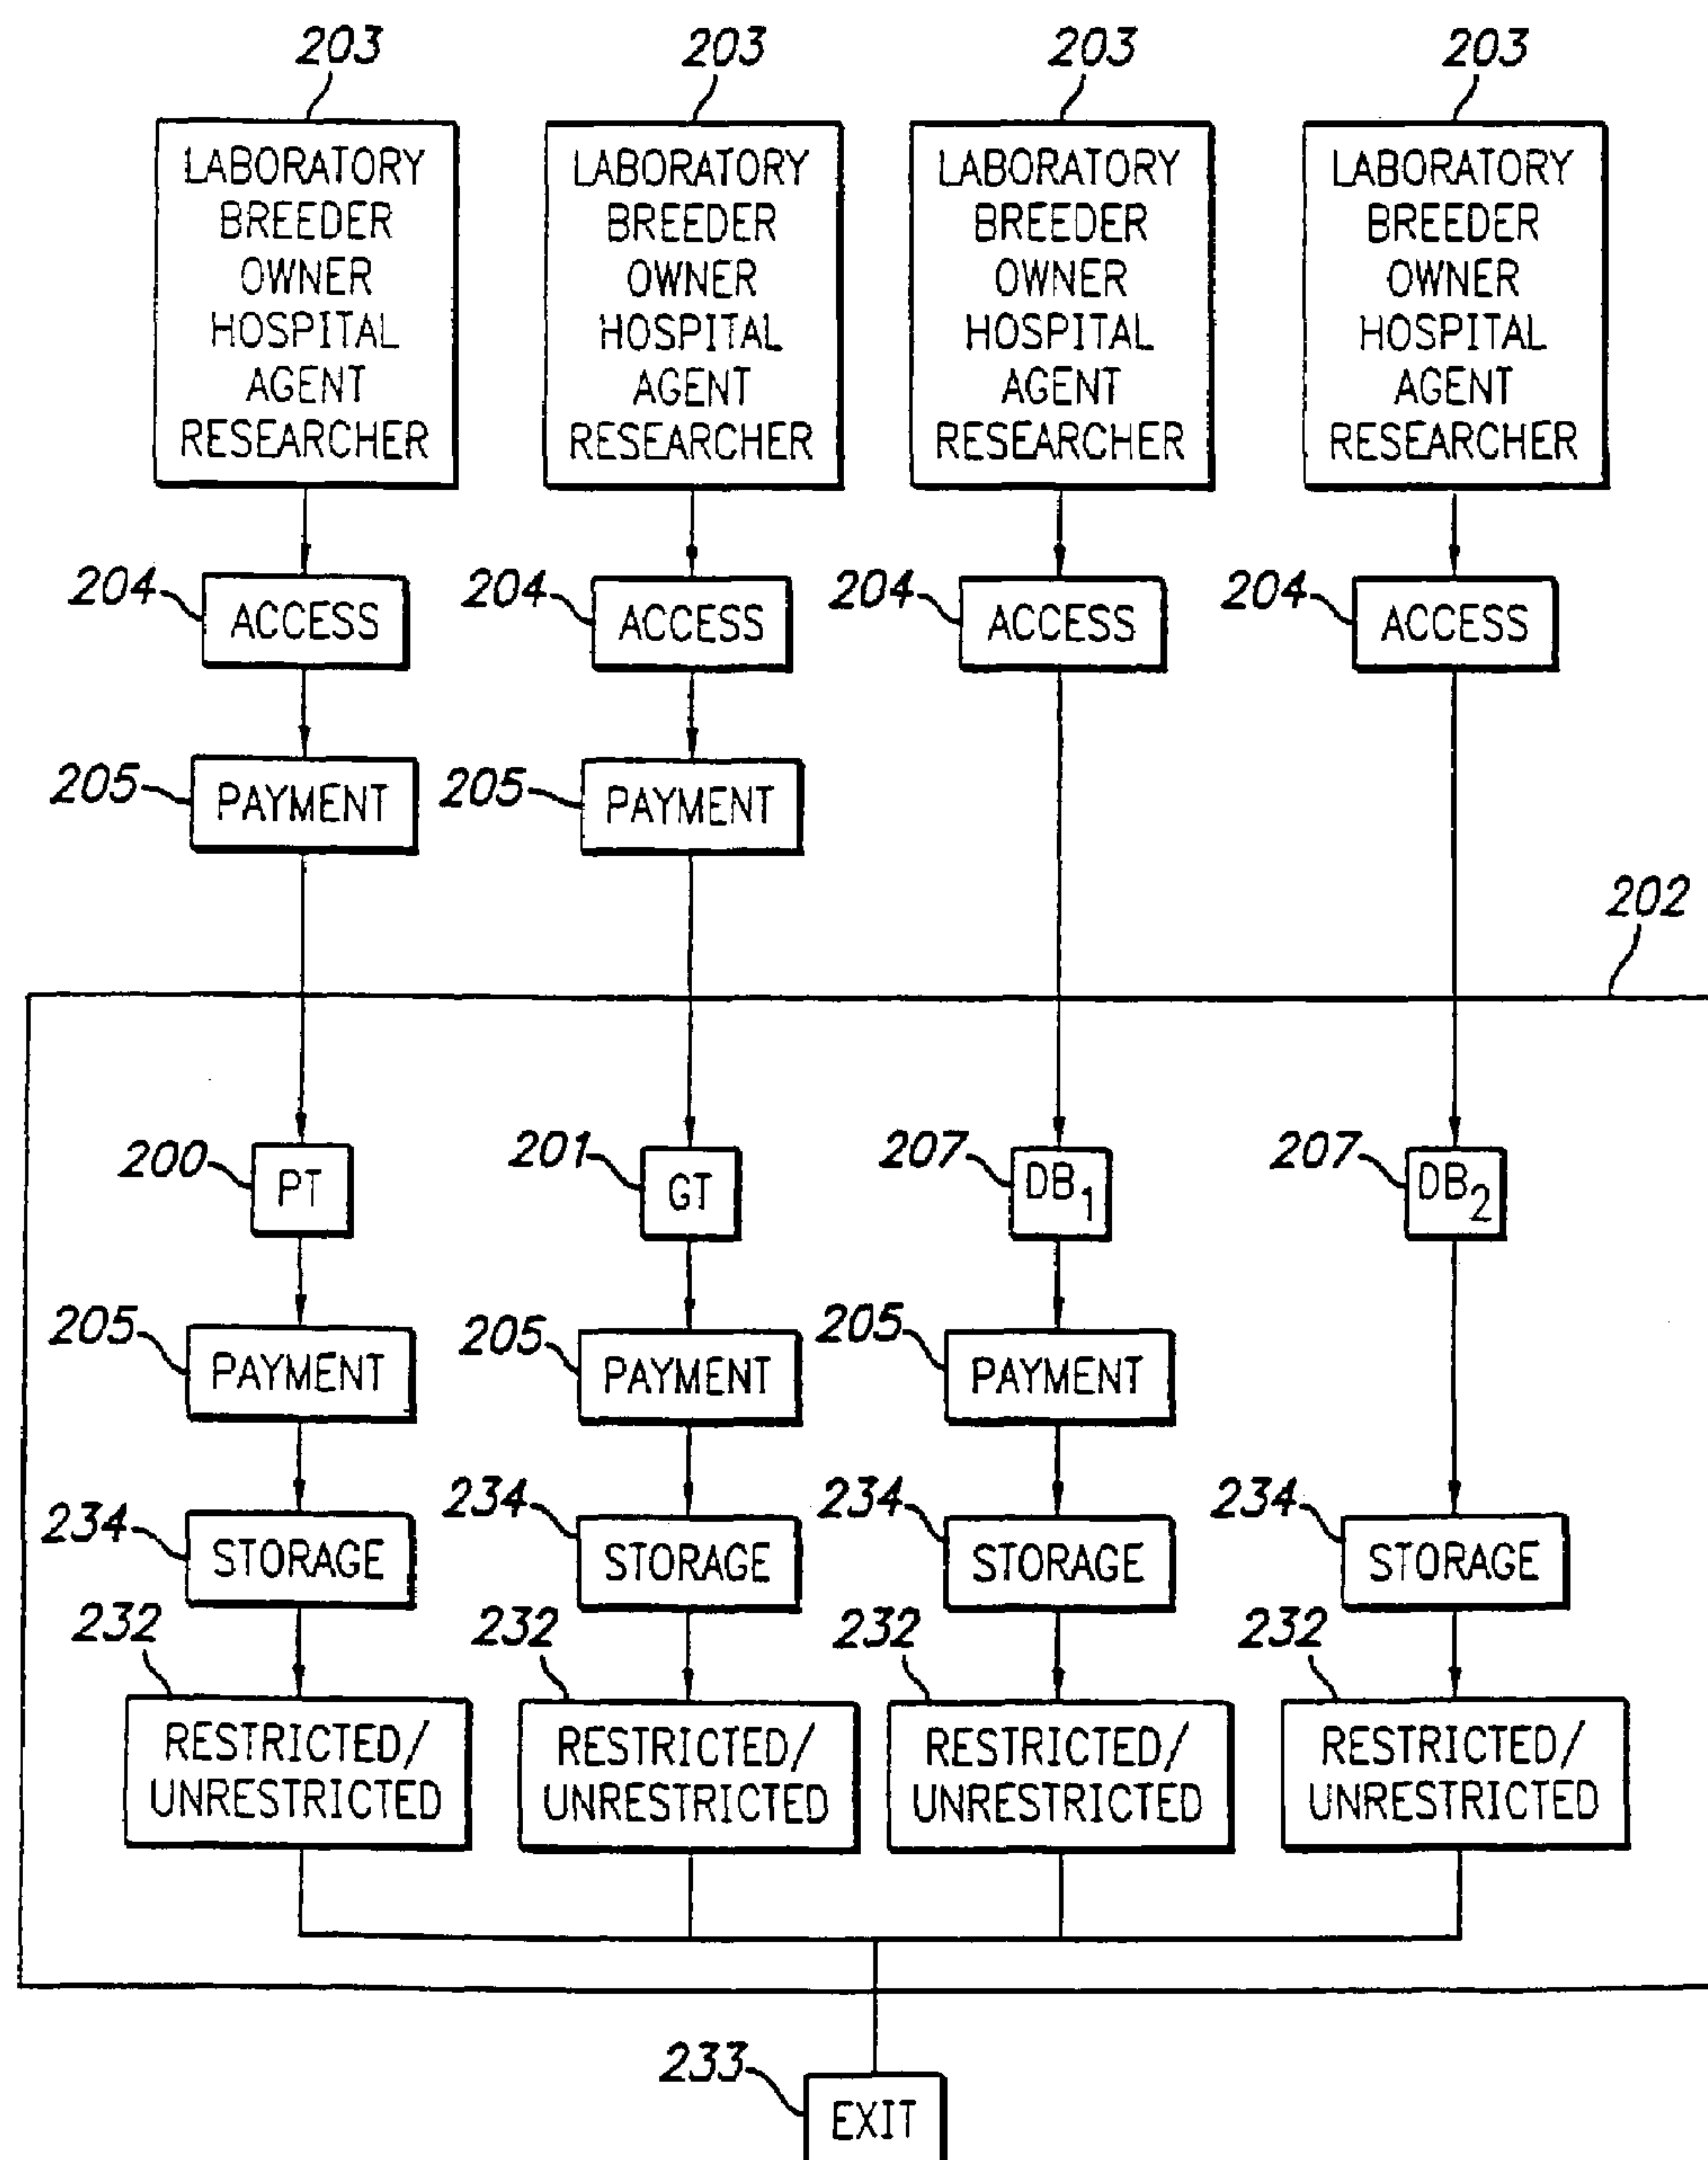 203 203 203 203
LABORATORY LABORATORY LABORATORY LABORATORY
BREEDER BREEDER BREEDER BREEDER
OWNER OWNER OWNER OWNER
HOSPITAL HOSPITAL HOSPITAL HOSPITAL
AGENT AGENT AGENT AGENT
RESEARCHER RESEARCHER RESEARCHER RESEARCHER
204 ACCESS 204 ACCESS 204 ACCESS 204 ACCESS
205 PAYMENT 205 PAYMENT
202
200 PT 201 GT 207 DB1 207 DB2
205 PAYMENT 205 PAYMENT 205 PAYMENT
234 STORAGE 234 STORAGE 234 STORAGE 234 STORAGE
232 232 232 232
RESTRICTED/ RESTRICTED/ RESTRICTED/ RESTRICTED/
UNRESTRICTED UNRESTRICTED UNRESTRICTED UNRESTRICTED
233 EXIT